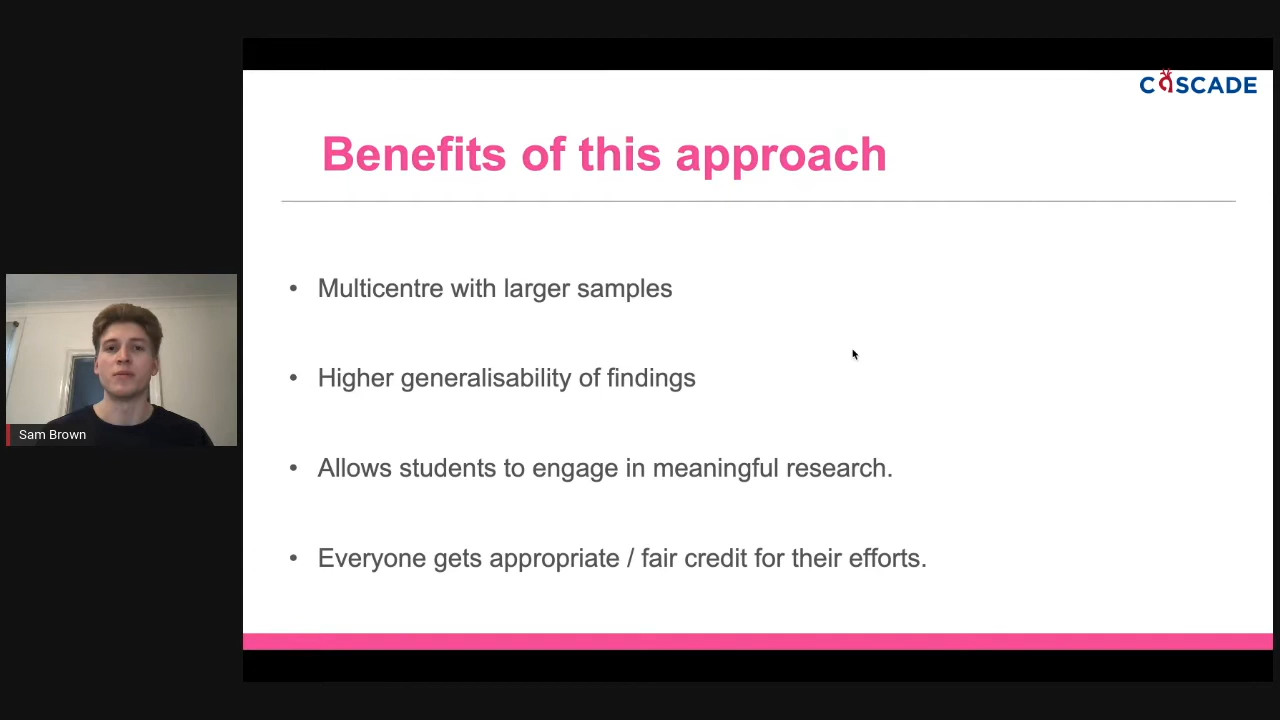 CASCADE
Benefits of this approach
• Multicentre with larger samples
• Higher generalisability of findings
• Allows students to engage in meaningful research.
• Everyone gets appropriate / fair credit for their efforts.
Sam Brown